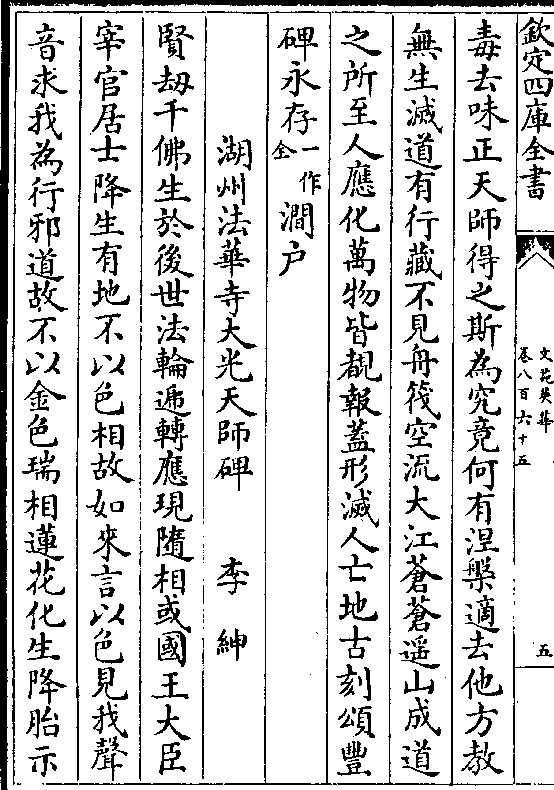 欽定四庫全書
文苑英華
卷八百六十五
五
毒去味正天師得之斯為究竟何有涅槃適去他方教
無生滅道有行藏不見舟筏空流大江蒼蒼遥山成道
之所至人應化萬物皆覩報葢形滅人亡地古刻頌豐
碑永存一作全澗户
湖州法華寺大光天師碑 李紳
賢刼千佛生於後世法輪遞轉應現隨相或國王大臣
宰官居士降生有地不以色相故如來言以色見我聲
音求我為行邪道故不以金色瑞相蓮花化生降胎示